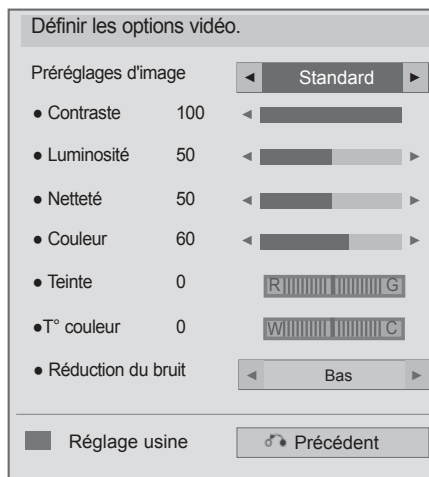 Définir les options vidéo.
Préréglages d'image ◄ Standard ►
● Contraste 100 ◄
● Luminosité 50 ◄ ►
● Netteté 50 ◄ ►
● Couleur 60 ◄ ►
● Teinte 0 R G
●T° couleur 0 W C
● Réduction du bruit ◄ Bas ►
Réglage usine Précédent